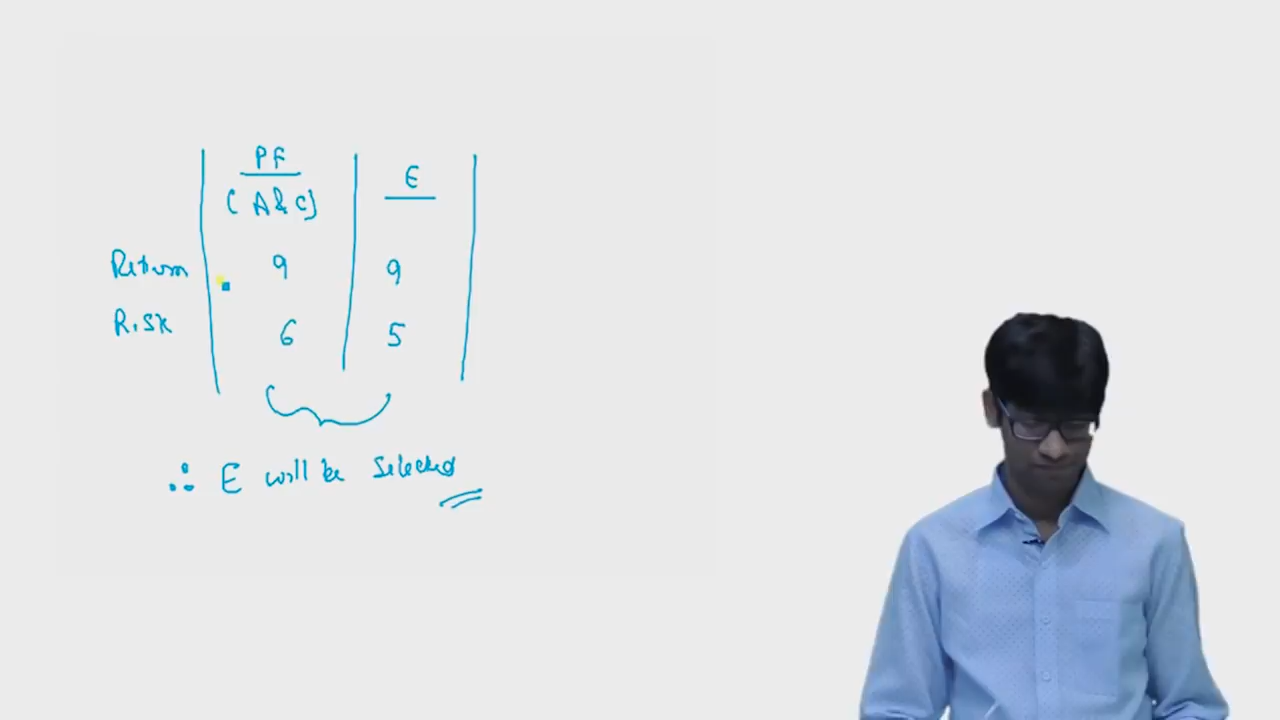 PF E
(A&C)
Return 9 9
Risk 6 5
∴ E will be selected